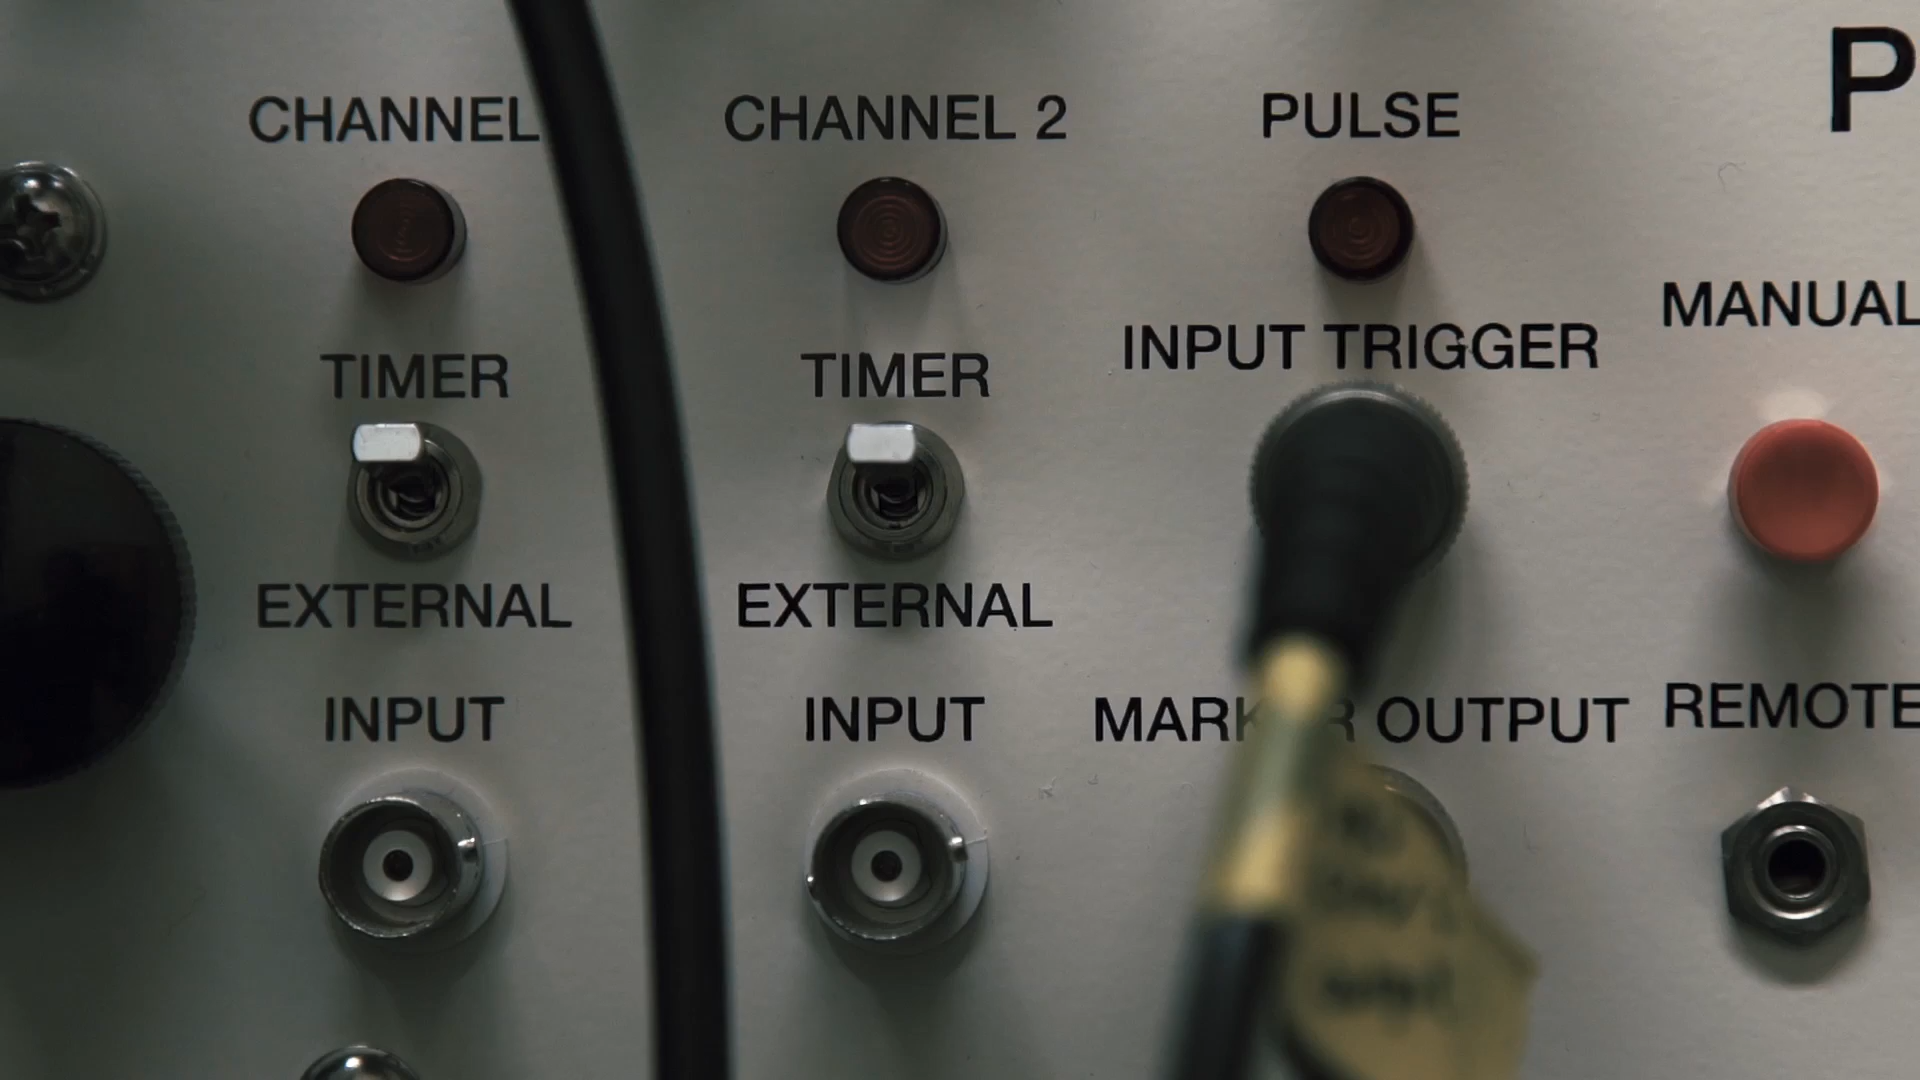 P
CHANNEL
CHANNEL 2
PULSE
MANUAL
INPUT TRIGGER
TIMER
TIMER
EXTERNAL
EXTERNAL
INPUT
INPUT
OUTPUT
REMOTE